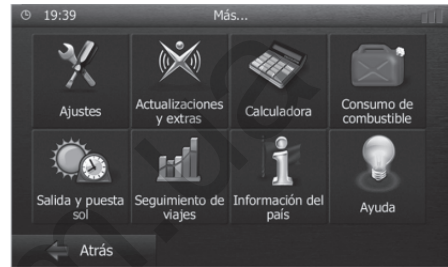 19:39
Más...
Ajustes
Actualizaciones
y extras
Calculadora
Consumo de
combustible
Salida y puesta
sol
Seguimiento de
viajes
Información del
país
Ayuda
Atrás